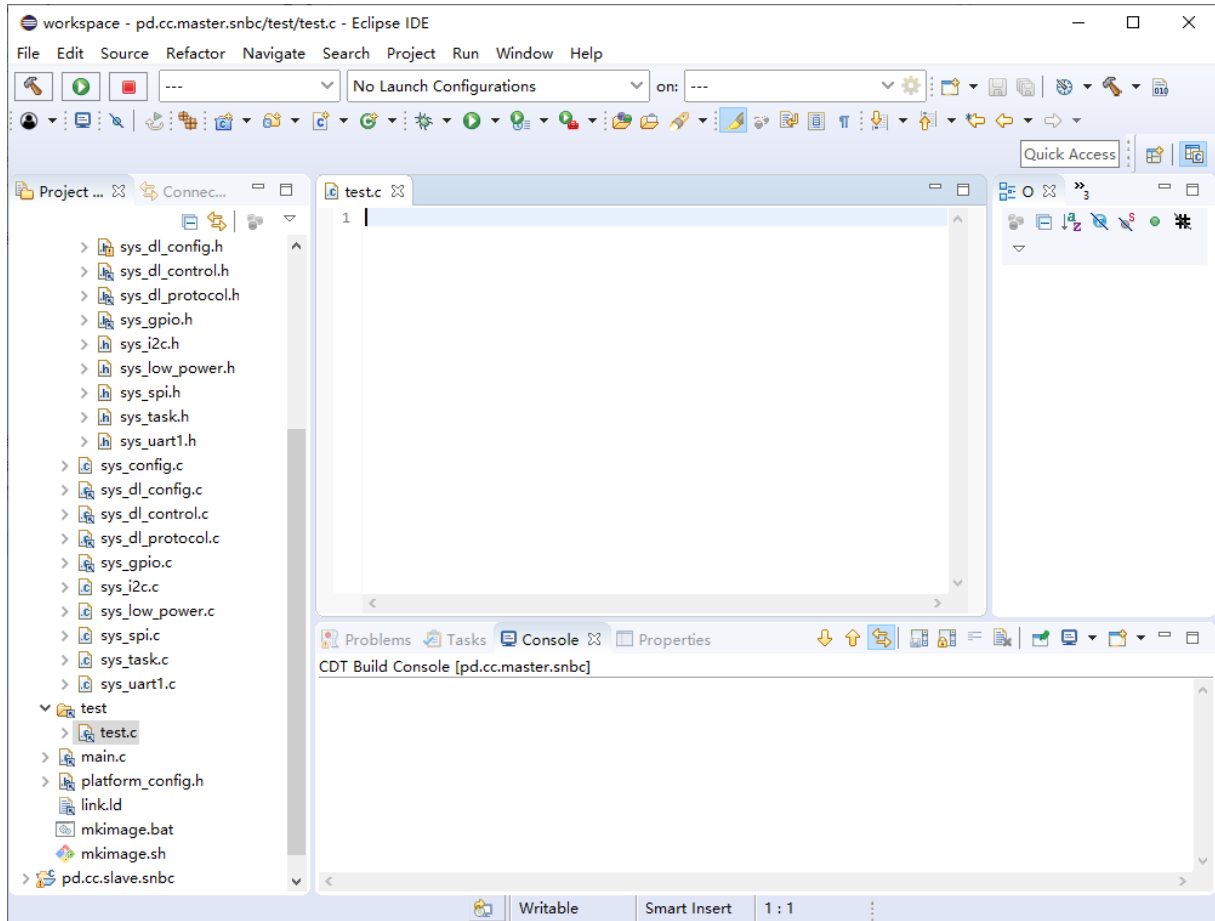 workspace - pd.cc.master.snbc/test/test.c - Eclipse IDE
File Edit Source Refactor Navigate Search Project Run Window Help
--- No Launch Configurations on: ---
Quick Access
Project ... Connec...
test.c
O »3
1
sys_dl_config.h
sys_dl_control.h
sys_dl_protocol.h
sys_gpio.h
sys_i2c.h
sys_low_power.h
sys_spi.h
sys_task.h
sys_uart1.h
sys_config.c
sys_dl_config.c
sys_dl_control.c
sys_dl_protocol.c
sys_gpio.c
sys_i2c.c
sys_low_power.c
sys_spi.c
sys_task.c
sys_uart1.c
test
test.c
main.c
platform_config.h
link.ld
mkimage.bat
mkimage.sh
pd.cc.slave.snbc
Problems Tasks Console Properties
CDT Build Console [pd.cc.master.snbc]
Writable Smart Insert 1 : 1